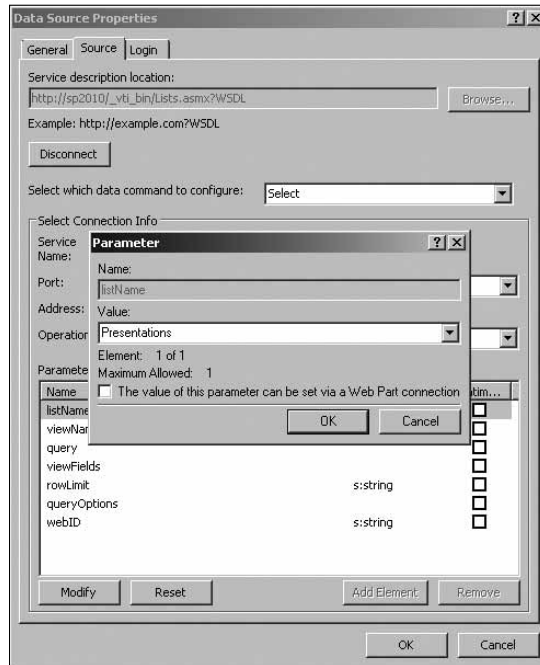 Data Source Properties
General Source Login
Service description location:
http://sp2010/_vti_bin/Lists.asmx?WSDL Browse...
Example: http://example.com?WSDL
Disconnect
Select which data command to configure: Select
Select Connection Info
Service
Name:
Port:
Address:
Operation
Paramete
Parameter
Name:
listName
Value:
Presentations
Element: 1 of 1
Maximum Allowed: 1
The value of this parameter can be set via a Web Part connection
OK Cancel
Name ntim...
listName
viewNar
query
viewFields
rowLimit s:string
queryOptions
webID s:string
Modify Reset Add Element Remove
OK Cancel